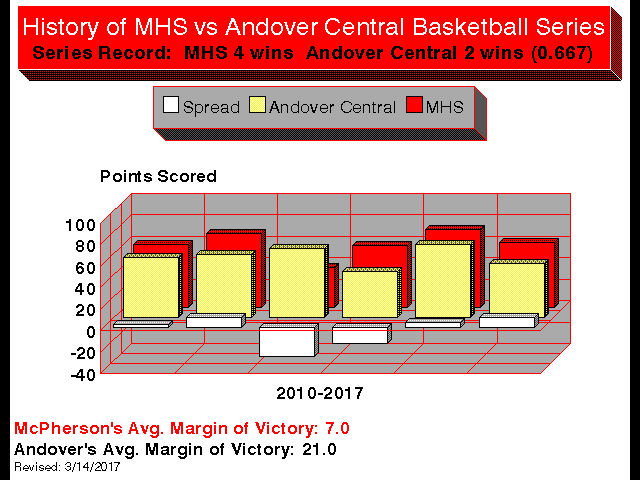 History of MHS vs Andover Central Basketball Series
Series Record: MHS 4 wins Andover Central 2 wins (0.667)
Spread Andover Central MHS
Points Scored
100
80
60
40
20
0
-20
-40
2010-2017
McPherson's Avg. Margin of Victory: 7.0
Andover's Avg. Margin of Victory: 21.0
Revised: 3/14/2017